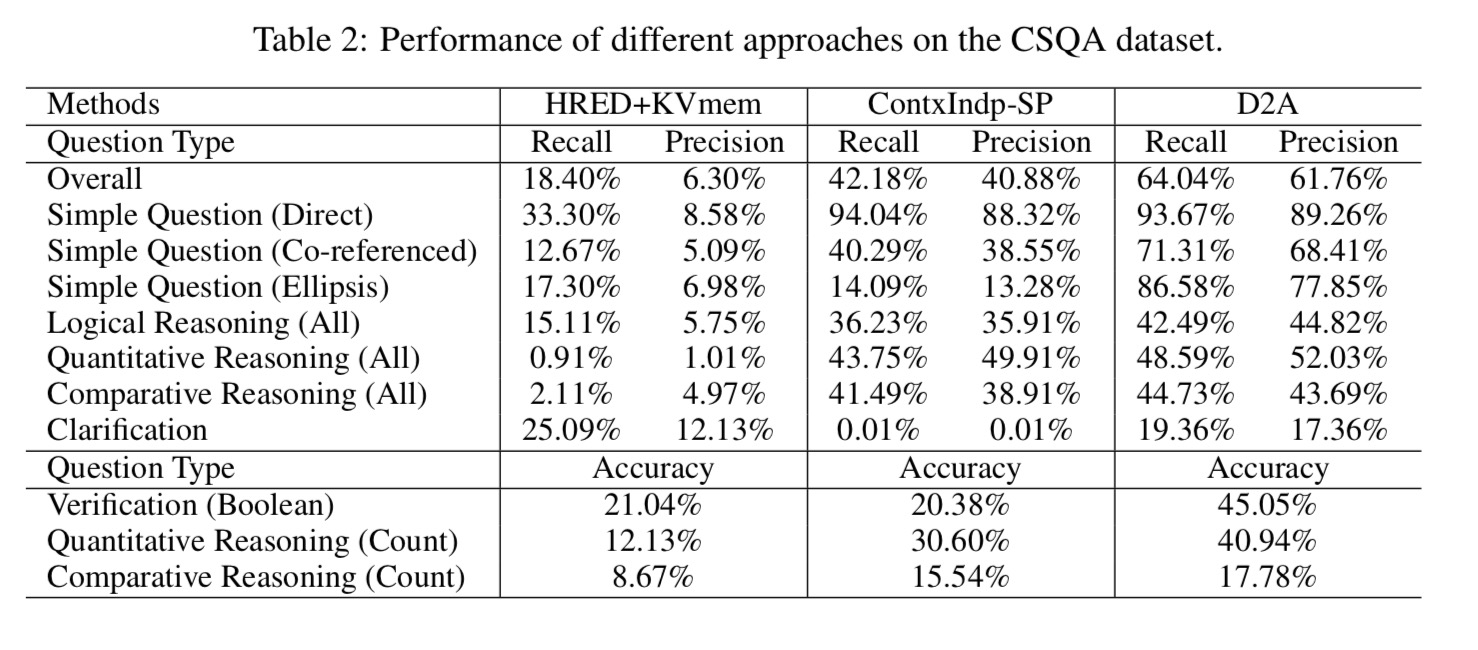 Table 2: Performance of different approaches on the CSQA dataset.
Methods HRED+KVmem ContxIndp-SP D2A
Question Type Recall Precision Recall Precision Recall Precision
Overall 18.40% 6.30% 42.18% 40.88% 64.04% 61.76%
Simple Question (Direct) 33.30% 8.58% 94.04% 88.32% 93.67% 89.26%
Simple Question (Co-referenced) 12.67% 5.09% 40.29% 38.55% 71.31% 68.41%
Simple Question (Ellipsis) 17.30% 6.98% 14.09% 13.28% 86.58% 77.85%
Logical Reasoning (All) 15.11% 5.75% 36.23% 35.91% 42.49% 44.82%
Quantitative Reasoning (All) 0.91% 1.01% 43.75% 49.91% 48.59% 52.03%
Comparative Reasoning (All) 2.11% 4.97% 41.49% 38.91% 44.73% 43.69%
Clarification 25.09% 12.13% 0.01% 0.01% 19.36% 17.36%
Question Type Accuracy Accuracy Accuracy
Verification (Boolean) 21.04% 20.38% 45.05%
Quantitative Reasoning (Count) 12.13% 30.60% 40.94%
Comparative Reasoning (Count) 8.67% 15.54% 17.78%